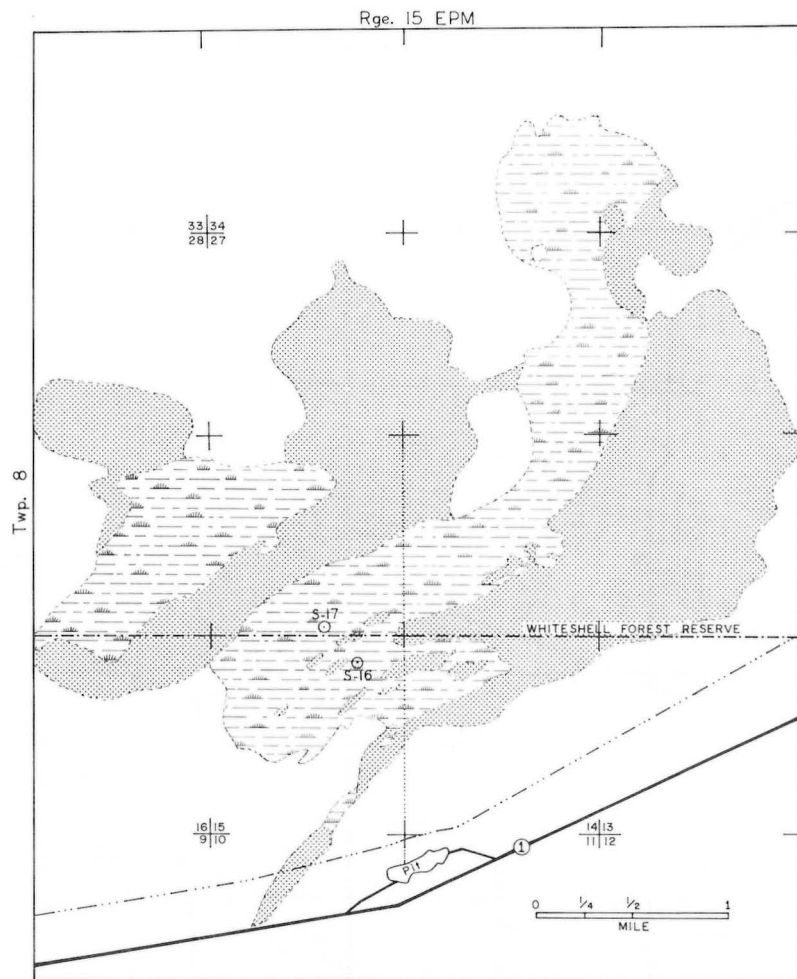 Rge. 15 EPM
33 34
28 27
Twp. 8
S-17
WHITESHELL FOREST RESERVE
S-16
16 15
9 10
14 13
11 12
1
Pit
0 1/4 1/2 1
MILE